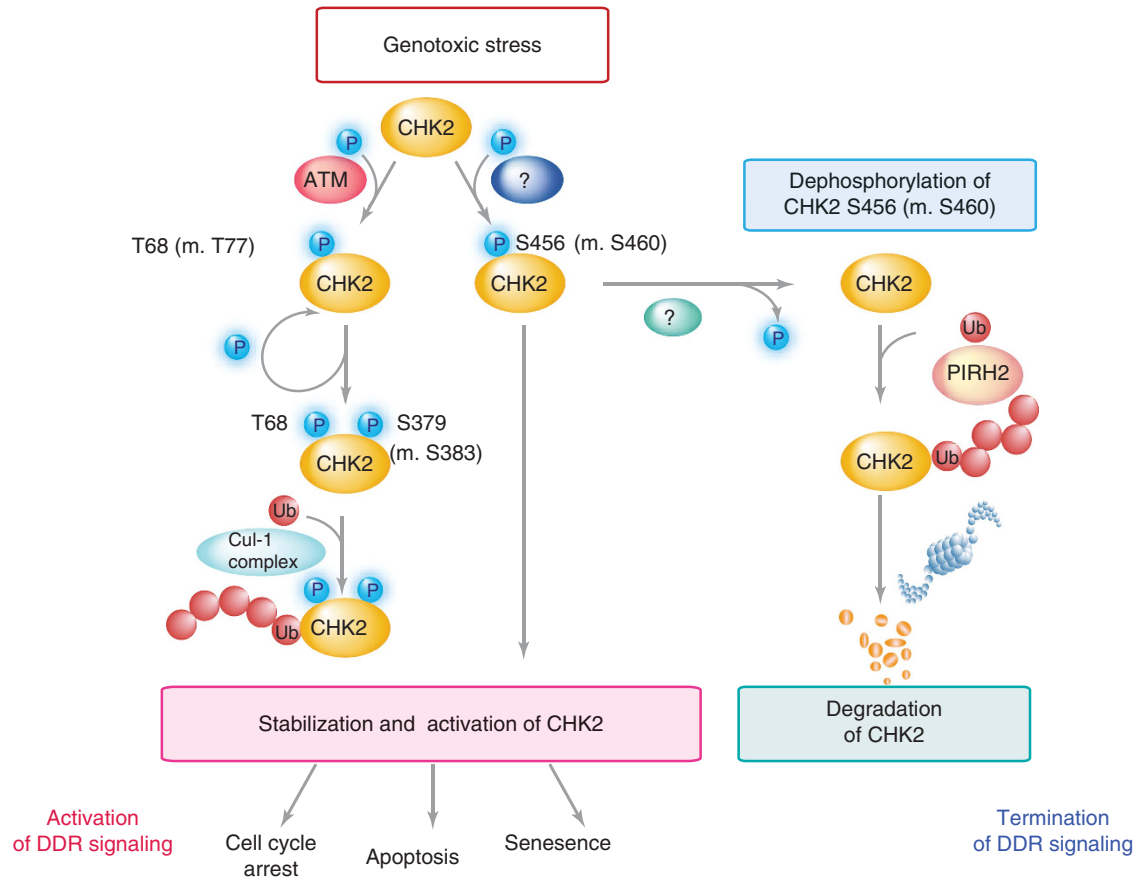 Genotoxic stress
CHK2
P
P
ATM
?
Dephosphorylation of
CHK2 S456 (m. S460)
T68 (m. T77)
P
P
S456 (m. S460)
CHK2
CHK2
CHK2
?
P
P
Ub
PIRH2
T68
P
P
S379
(m. S383)
CHK2
CHK2
Ub
Ub
Cul-1
complex
P
P
Ub
CHK2
Stabilization and activation of CHK2
Degradation
of CHK2
Activation
of DDR signaling
Cell cycle
arrest
Apoptosis
Senesence
Termination
of DDR signaling